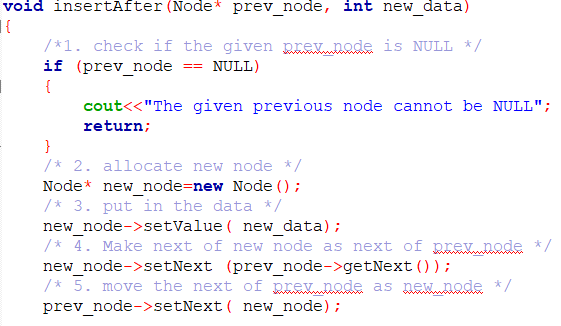 void insertAfter(Node* prev_node, int new_data)
{
/*1. check if the given prev_node is NULL */
if (prev_node == NULL)
{
cout<<"The given previous node cannot be NULL";
return;
}
/* 2. allocate new node */
Node* new_node=new Node();
/* 3. put in the data */
new_node->setValue( new_data);
/* 4. Make next of new node as next of prev_node */
new_node->setNext (prev_node->getNext());
/* 5. move the next of prev_node as new_node */
prev_node->setNext( new_node);